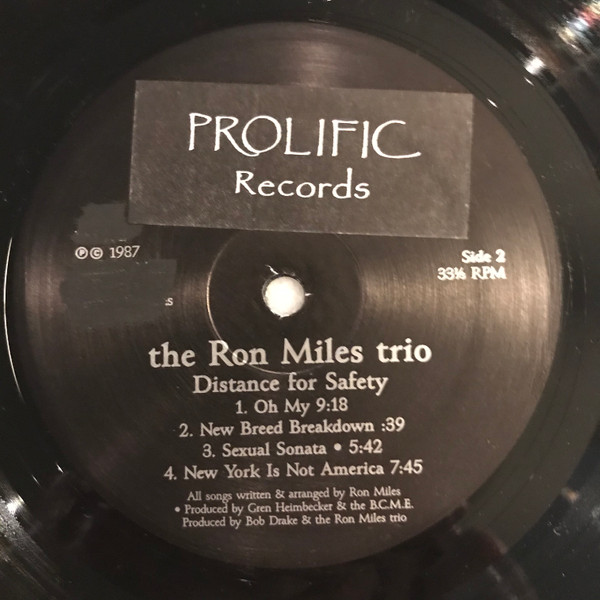 PROLIFIC
Records
℗© 1987
Side 2
33⅓ RPM
the Ron Miles trio
Distance for Safety
1. Oh My 9:18
2. New Breed Breakdown :39
3. Sexual Sonata • 5:42
4. New York Is Not America 7:45
All songs written & arranged by Ron Miles
• Produced by Gren Heimbecker & the B.C.M.E.
Produced by Bob Drake & the Ron Miles trio